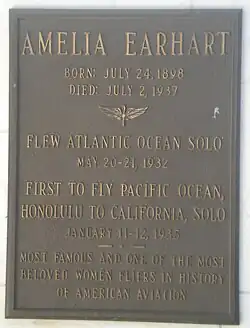 AMELIA EARHART
BORN: JULY 24, 1898
DIED: JULY 2, 1937
FLEW ATLANTIC OCEAN SOLO
MAY 20-21, 1932
FIRST TO FLY PACIFIC OCEAN,
HONOLULU TO CALIFORNIA, SOLO
JANUARY 11-12, 1935
MOST FAMOUS AND ONE OF THE MOST
BELOVED WOMEN FLIERS IN HISTORY
OF AMERICAN AVIATION